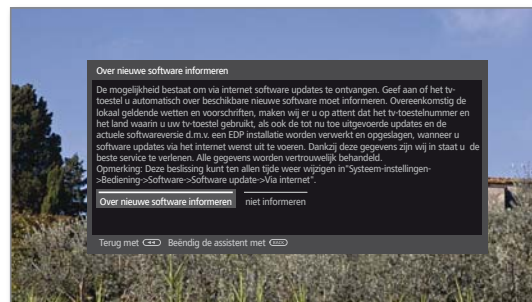 Over nieuwe software informeren
De mogelijkheid bestaat om via internet software updates te ontvangen. Geef aan of het tv-
toestel u automatisch over beschikbare nieuwe software moet informeren. Overeenkomstig de
lokaal geldende wetten en voorschriften, maken wij er u op attent dat het tv-toestelnummer en
het land waarin u uw tv-toestel gebruikt, als ook de tot nu toe uitgevoerde updates en de
actuele softwareversie d.m.v. een EDP installatie worden verwerkt en opgeslagen, wanneer u
software updates via het internet wenst uit te voeren. Dankzij deze gegevens zijn wij in staat u de
beste service te verlenen. Alle gegevens worden vertrouwelijk behandeld.
Opmerking: Deze beslissing kunt ten allen tijde weer wijzigen in"Systeem-instellingen-
>Bediening->Software->Software update->Via internet".
Over nieuwe software informeren niet informeren
Terug met Beëndig de assistent met BACK